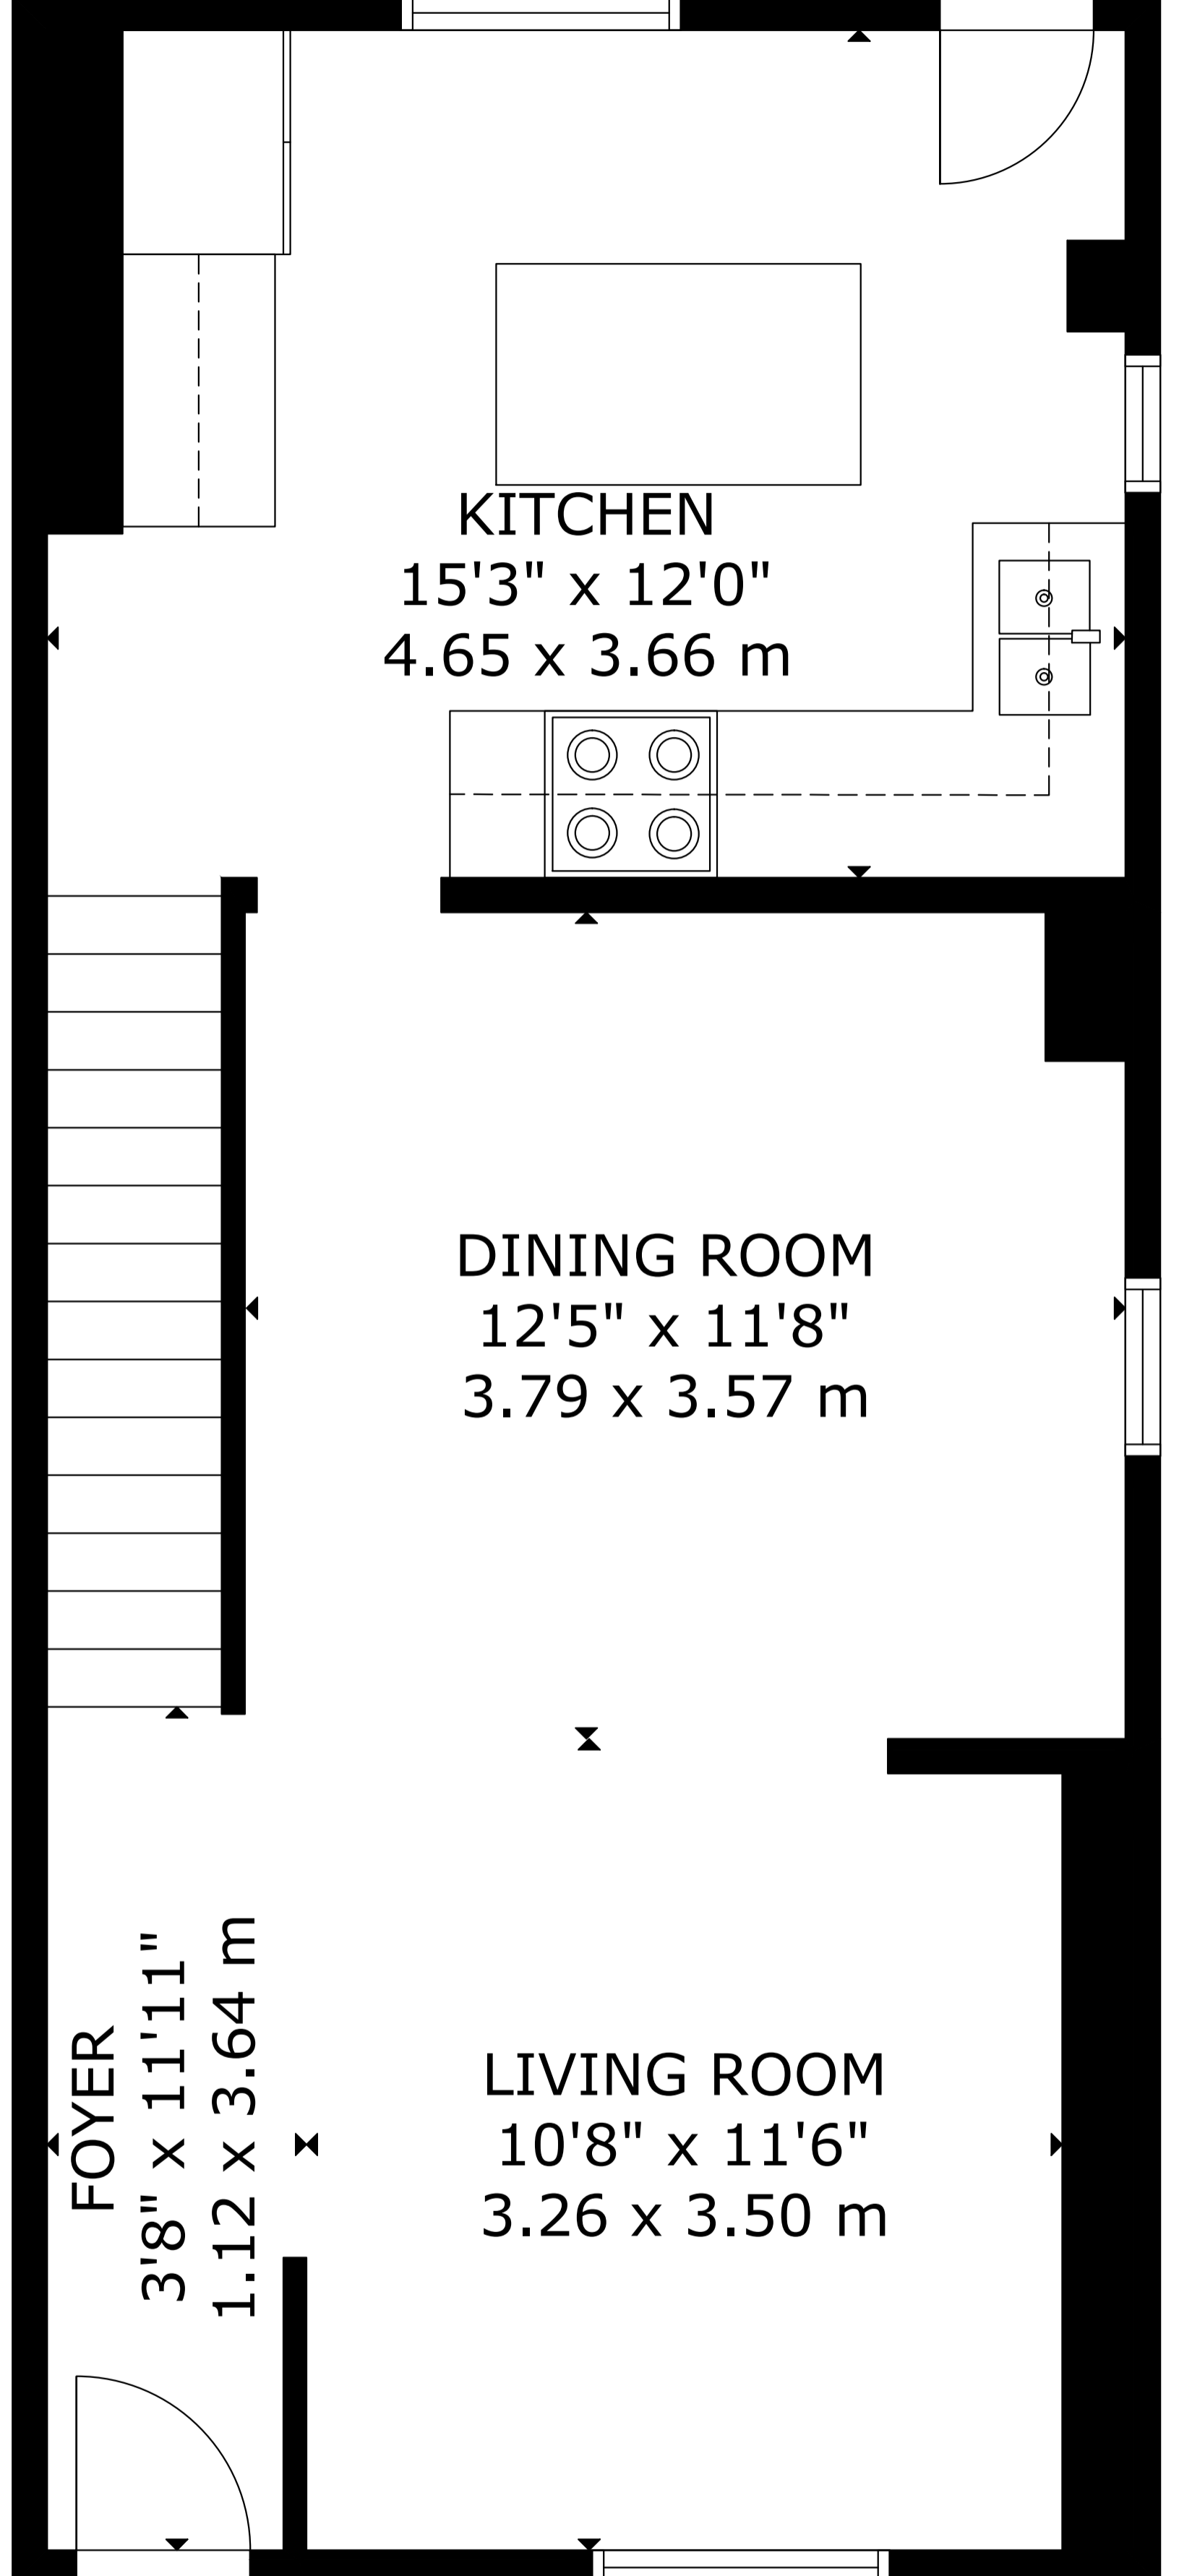 KITCHEN
15'3" x 12'0"
4.65 x 3.66 m
DINING ROOM
12'5" x 11'8"
3.79 x 3.57 m
FOYER
3'8" x 11'11"
1.12 x 3.64 m
LIVING ROOM
10'8" x 11'6"
3.26 x 3.50 m